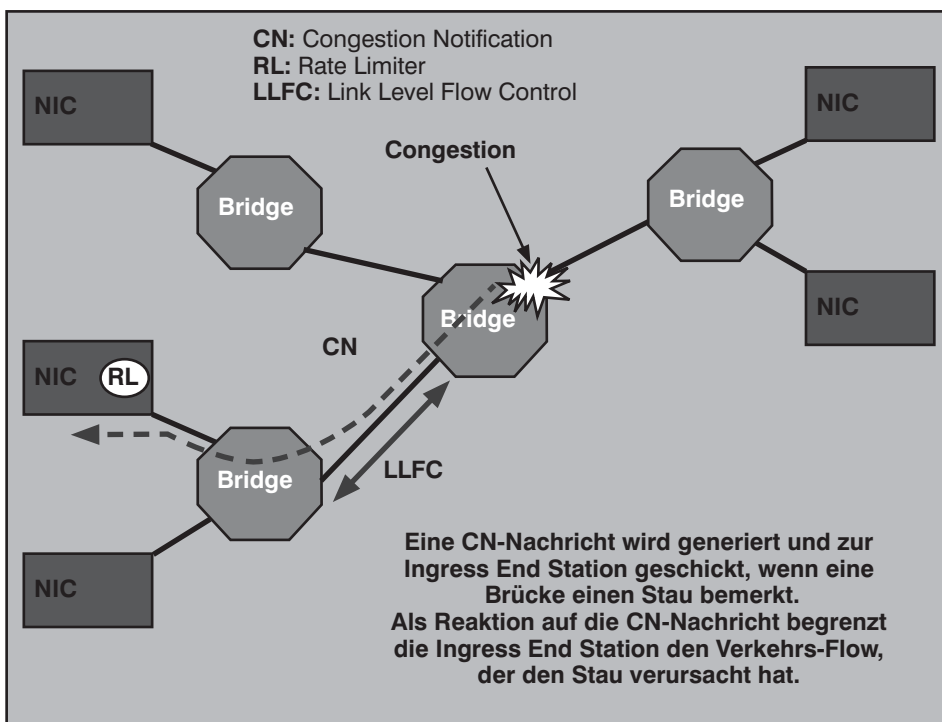 CN: Congestion Notification
RL: Rate Limiter
LLFC: Link Level Flow Control
NIC
NIC
Congestion
Bridge
Bridge
Bridge
NIC
CN
NIC
RL
Bridge
LLFC
NIC
Eine CN-Nachricht wird generiert und zur
Ingress End Station geschickt, wenn eine
Brücke einen Stau bemerkt.
Als Reaktion auf die CN-Nachricht begrenzt
die Ingress End Station den Verkehrs-Flow,
der den Stau verursacht hat.